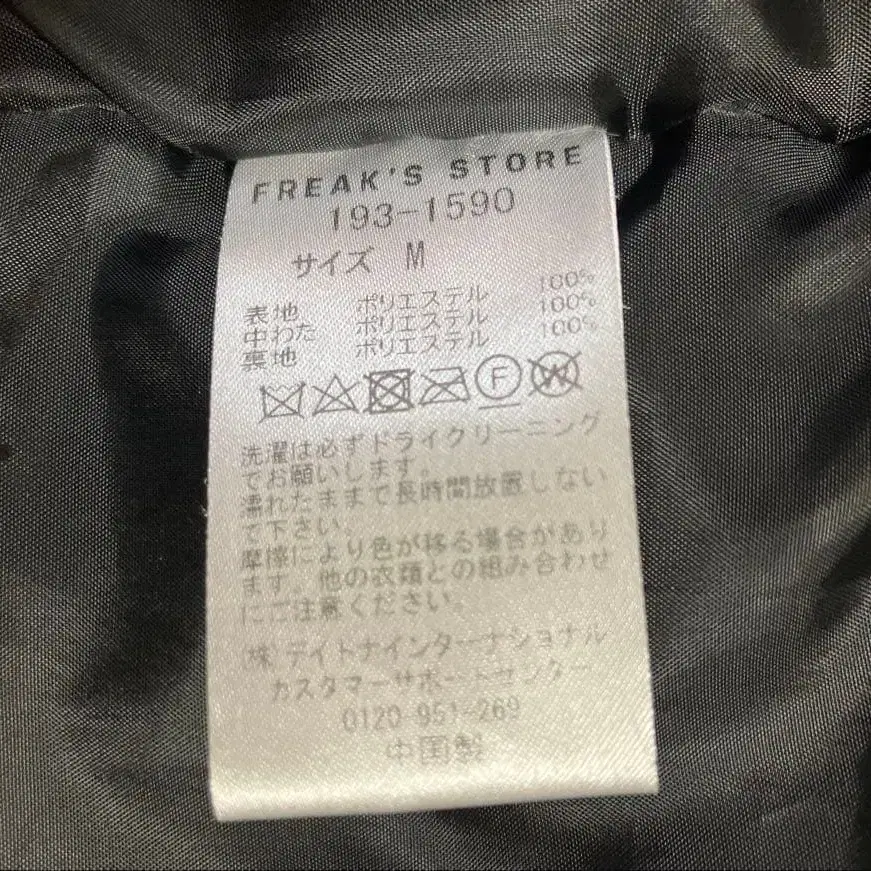 FREAK'S STORE
193-1590
サイズ M
表地 ポリエステル 100%
中わた ポリエステル 100%
裏地 ポリエステル 100%
F W
洗濯は必ずドライクリーニング
でお願いします。
濡れたままで長時間放置しない
で下さい。
摩擦により色が移る場合があり
ます。他の衣類との組み合わせ
にご注意ください。
(株)デイトナインターナショナル
カスタマーサポートセンター
0120-951-269
中国製